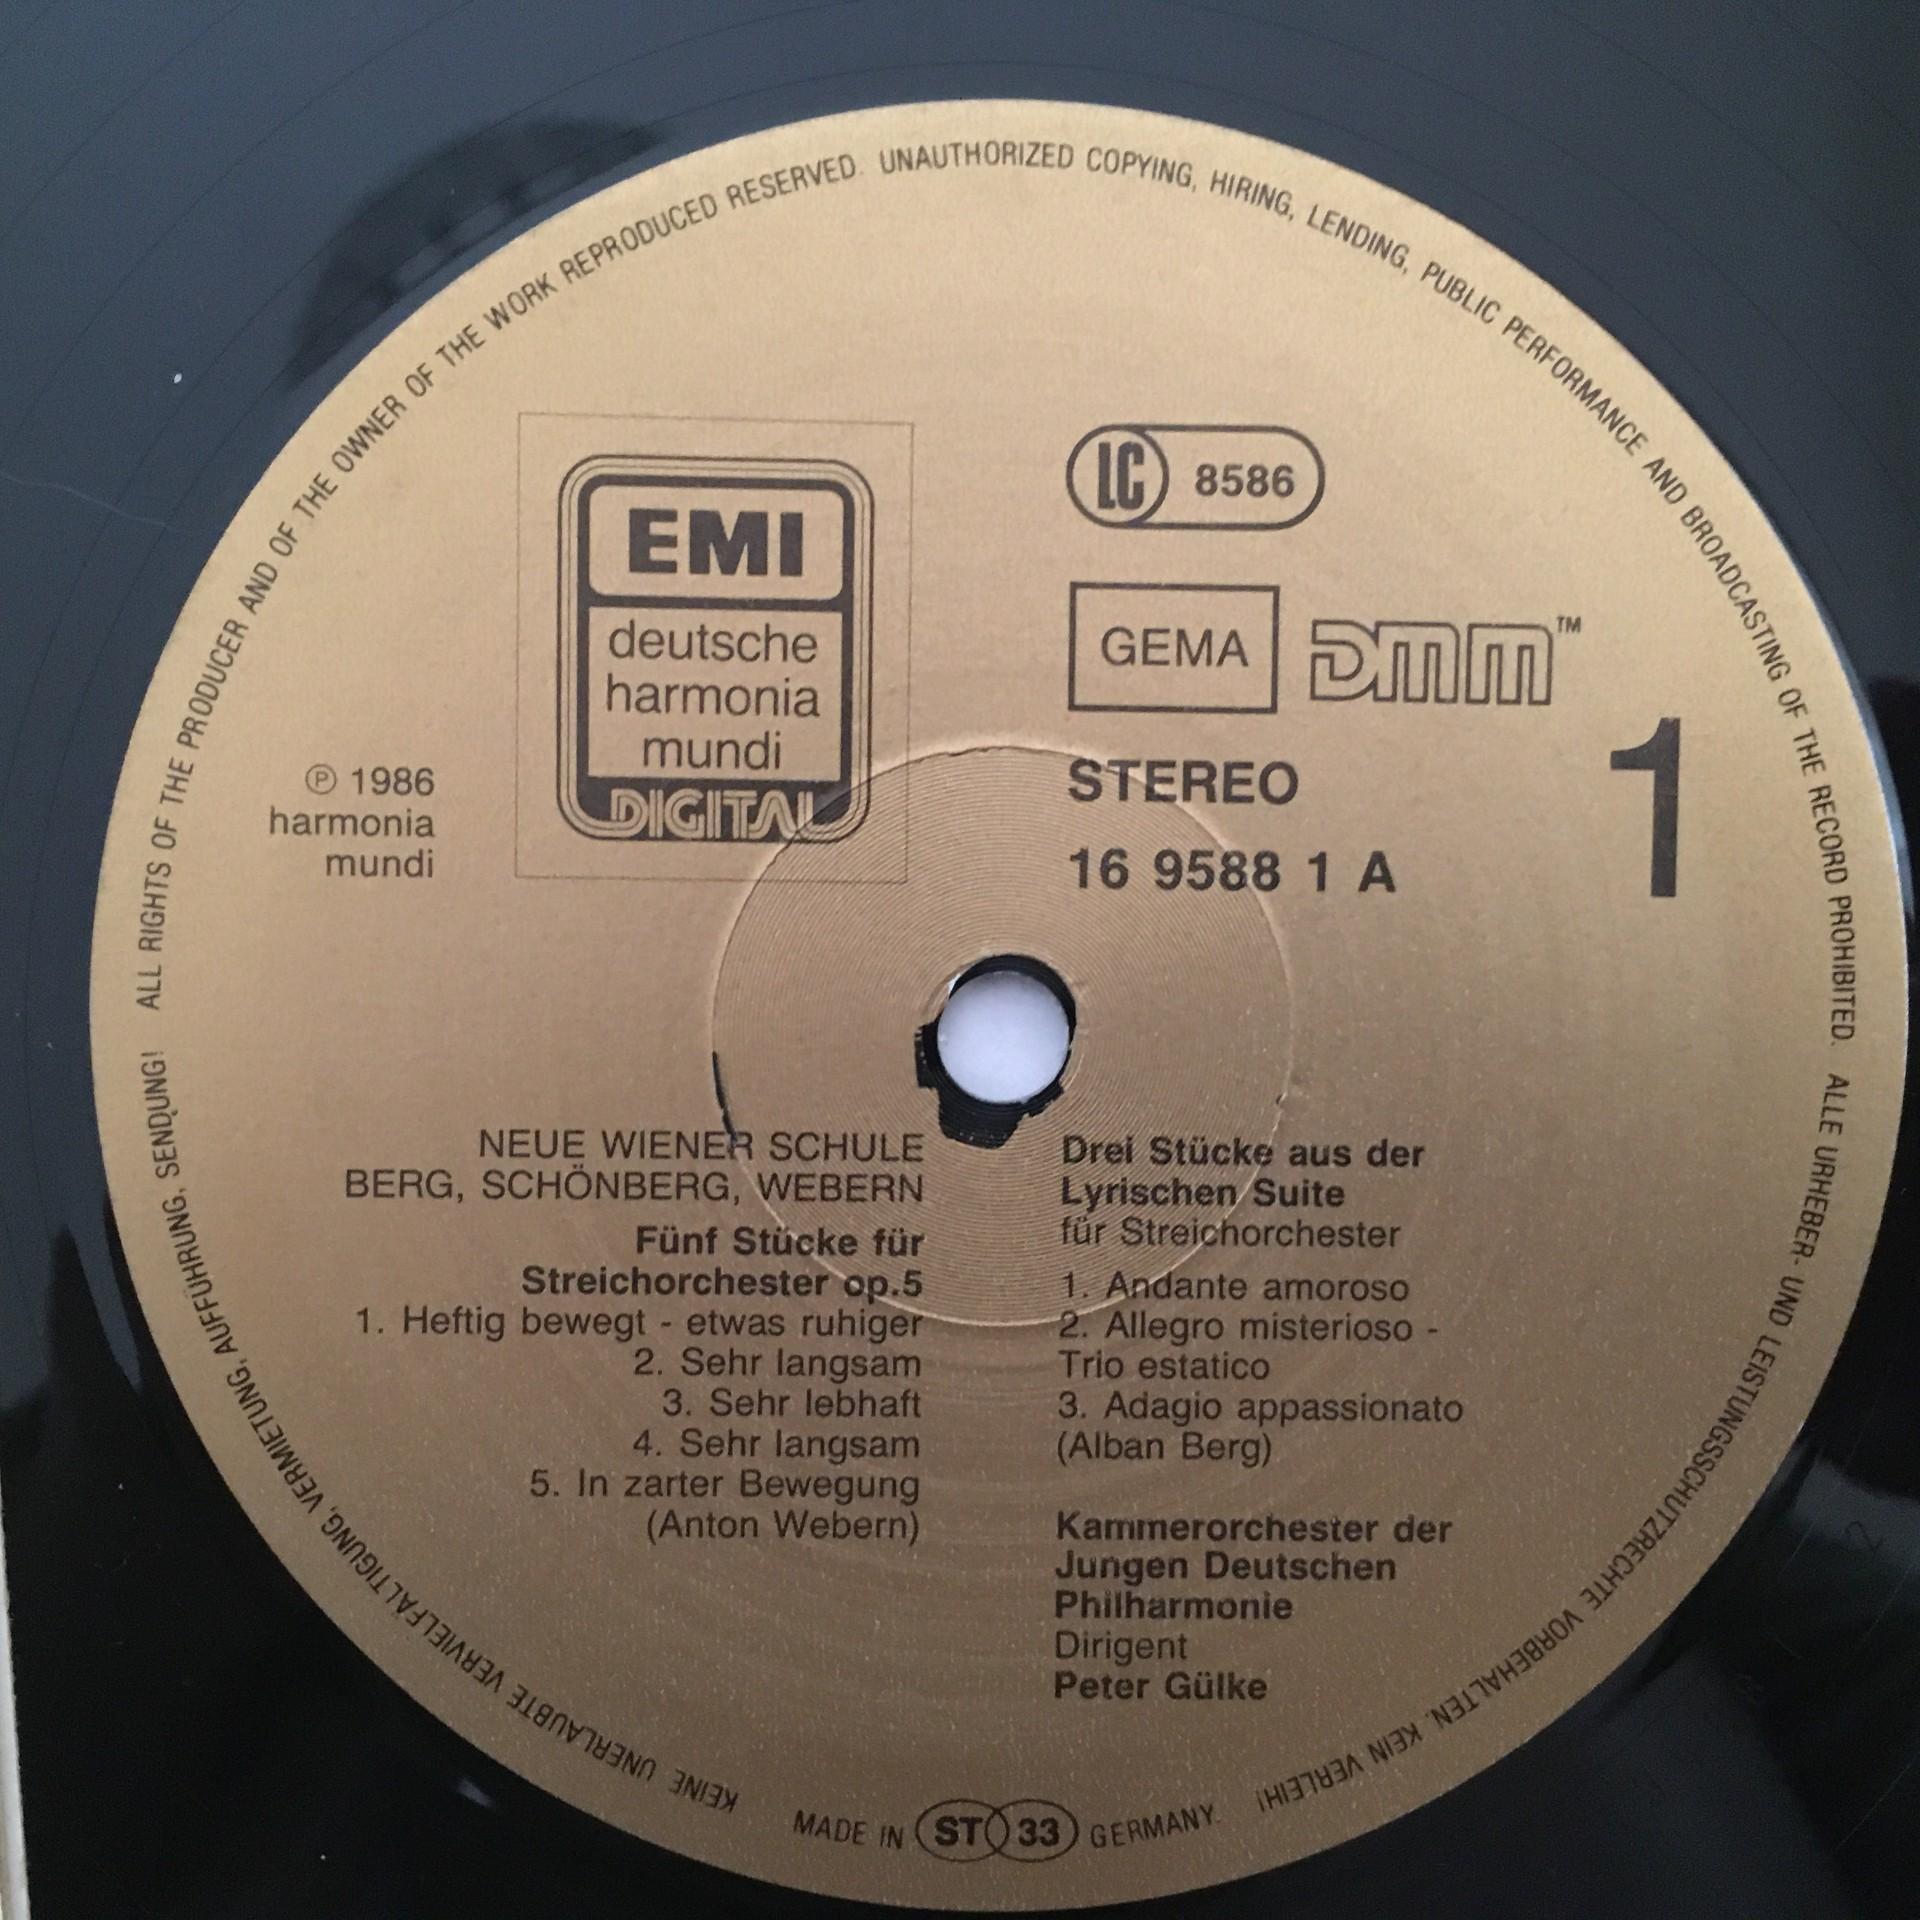 ALL RIGHTS OF THE PRODUCER AND OF THE OWNER OF THE WORK REPRODUCED RESERVED. UNAUTHORIZED COPYING, HIRING, LENDING, PUBLIC PERFORMANCE AND BROADCASTING OF THE RECORD PROHIBITED. ALLE URHEBER- UND LEISTUNGSSCHUTZRECHTE VORBEHALTEN. KEIN VERLEIH! KEINE UNERLAUBTE VERVIELFÄLTIGUNG, VERMIETUNG, AUFFÜHRUNG, SENDUNG!
EMI
deutsche
harmonia
mundi
DIGITAL
LC 8586
GEMA DMM™
STEREO
16 9588 1 A
1
℗ 1986
harmonia
mundi
NEUE WIENER SCHULE
BERG, SCHÖNBERG, WEBERN
Fünf Stücke für
Streichorchester op.5
1. Heftig bewegt - etwas ruhiger
2. Sehr langsam
3. Sehr lebhaft
4. Sehr langsam
5. In zarter Bewegung
(Anton Webern)
Drei Stücke aus der
Lyrischen Suite
für Streichorchester
1. Andante amoroso
2. Allegro misterioso -
Trio estatico
3. Adagio appassionato
(Alban Berg)
Kammerorchester der
Jungen Deutschen
Philharmonie
Dirigent
Peter Gülke
MADE IN ST 33 GERMANY.